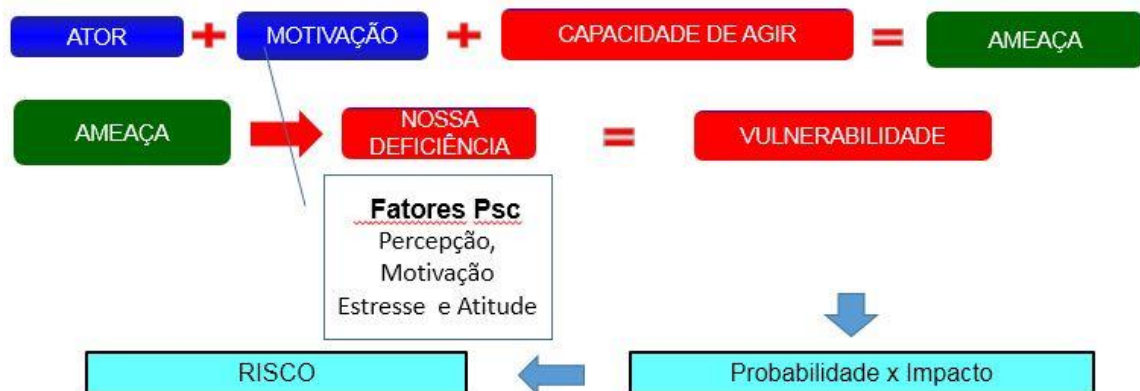 ATOR + MOTIVAÇÃO + CAPACIDADE DE AGIR = AMEAÇA
AMEAÇA NOSSA DEFICIÊNCIA = VULNERABILIDADE
Fatores Psc
Percepção,
Motivação
Estresse e Atitude
RISCO Probabilidade x Impacto